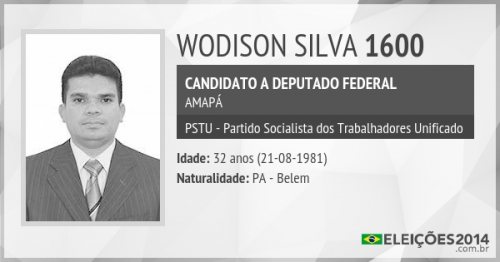 WODISON SILVA 1600
CANDIDATO A DEPUTADO FEDERAL
AMAPÁ
PSTU - Partido Socialista dos Trabalhadores Unificado
Idade: 32 anos (21-08-1981)
Naturalidade: PA - Belem
ELEIÇÕES2014
.com.br